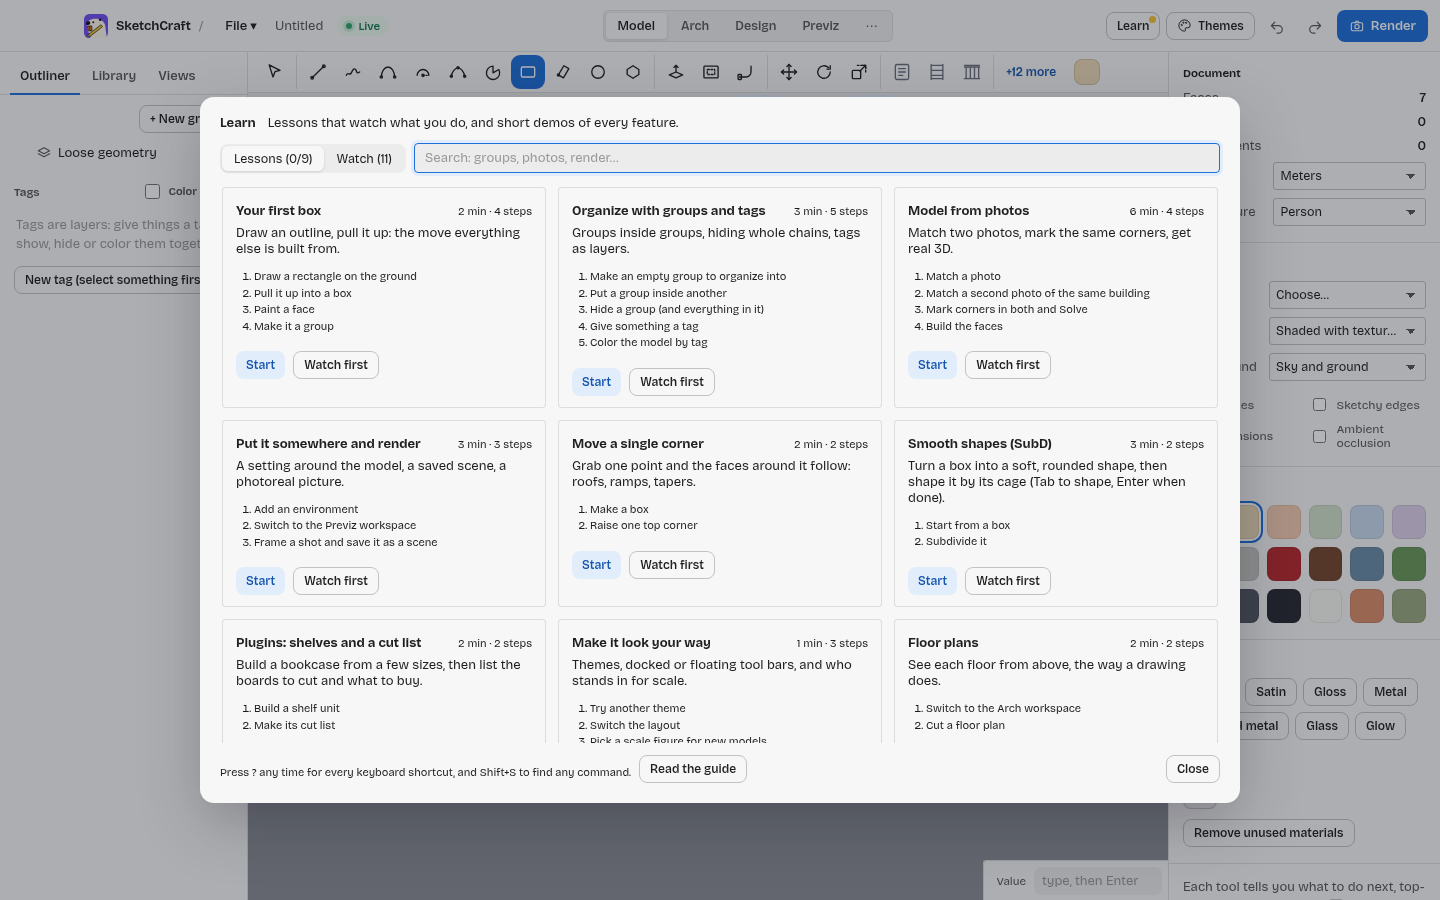 SketchCraft / File ▾ Untitled Live Model Arch Design Previz ··· Learn Themes Render
Outliner Library Views
+12 more
+ New gr
Loose geometry
Tags Color
Tags are layers: give things a t
show, hide or color them toget
New tag (select something firs
Learn Lessons that watch what you do, and short demos of every feature.
Lessons (0/9) Watch (11) Search: groups, photos, render...
Your first box 2 min · 4 steps
Draw an outline, pull it up: the move everything
else is built from.
1. Draw a rectangle on the ground
2. Pull it up into a box
3. Paint a face
4. Make it a group
Start Watch first
Organize with groups and tags 3 min · 5 steps
Groups inside groups, hiding whole chains, tags
as layers.
1. Make an empty group to organize into
2. Put a group inside another
3. Hide a group (and everything in it)
4. Give something a tag
5. Color the model by tag
Start Watch first
Model from photos 6 min · 4 steps
Match two photos, mark the same corners, get
real 3D.
1. Match a photo
2. Match a second photo of the same building
3. Mark corners in both and Solve
4. Build the faces
Start Watch first
Put it somewhere and render 3 min · 3 steps
A setting around the model, a saved scene, a
photoreal picture.
1. Add an environment
2. Switch to the Previz workspace
3. Frame a shot and save it as a scene
Start Watch first
Move a single corner 2 min · 2 steps
Grab one point and the faces around it follow:
roofs, ramps, tapers.
1. Make a box
2. Raise one top corner
Start Watch first
Smooth shapes (SubD) 3 min · 2 steps
Turn a box into a soft, rounded shape, then
shape it by its cage (Tab to shape, Enter when
done).
1. Start from a box
2. Subdivide it
Start Watch first
Plugins: shelves and a cut list 2 min · 2 steps
Build a bookcase from a few sizes, then list the
boards to cut and what to buy.
1. Build a shelf unit
2. Make its cut list
Make it look your way 1 min · 3 steps
Themes, docked or floating tool bars, and who
stands in for scale.
1. Try another theme
2. Switch the layout
3. Pick a scale figure for new models
Floor plans 2 min · 2 steps
See each floor from above, the way a drawing
does.
1. Switch to the Arch workspace
2. Cut a floor plan
Press ? any time for every keyboard shortcut, and Shift+S to find any command. Read the guide Close
Document
Faces 7
0
ents 0
Meters
ure Person
Choose...
Shaded with textur...
nd Sky and ground
es Sketchy edges
nsions Ambient
occlusion
Satin Gloss Metal
d metal Glass Glow
Remove unused materials
Value type, then Enter
Each tool tells you what to do next, top-